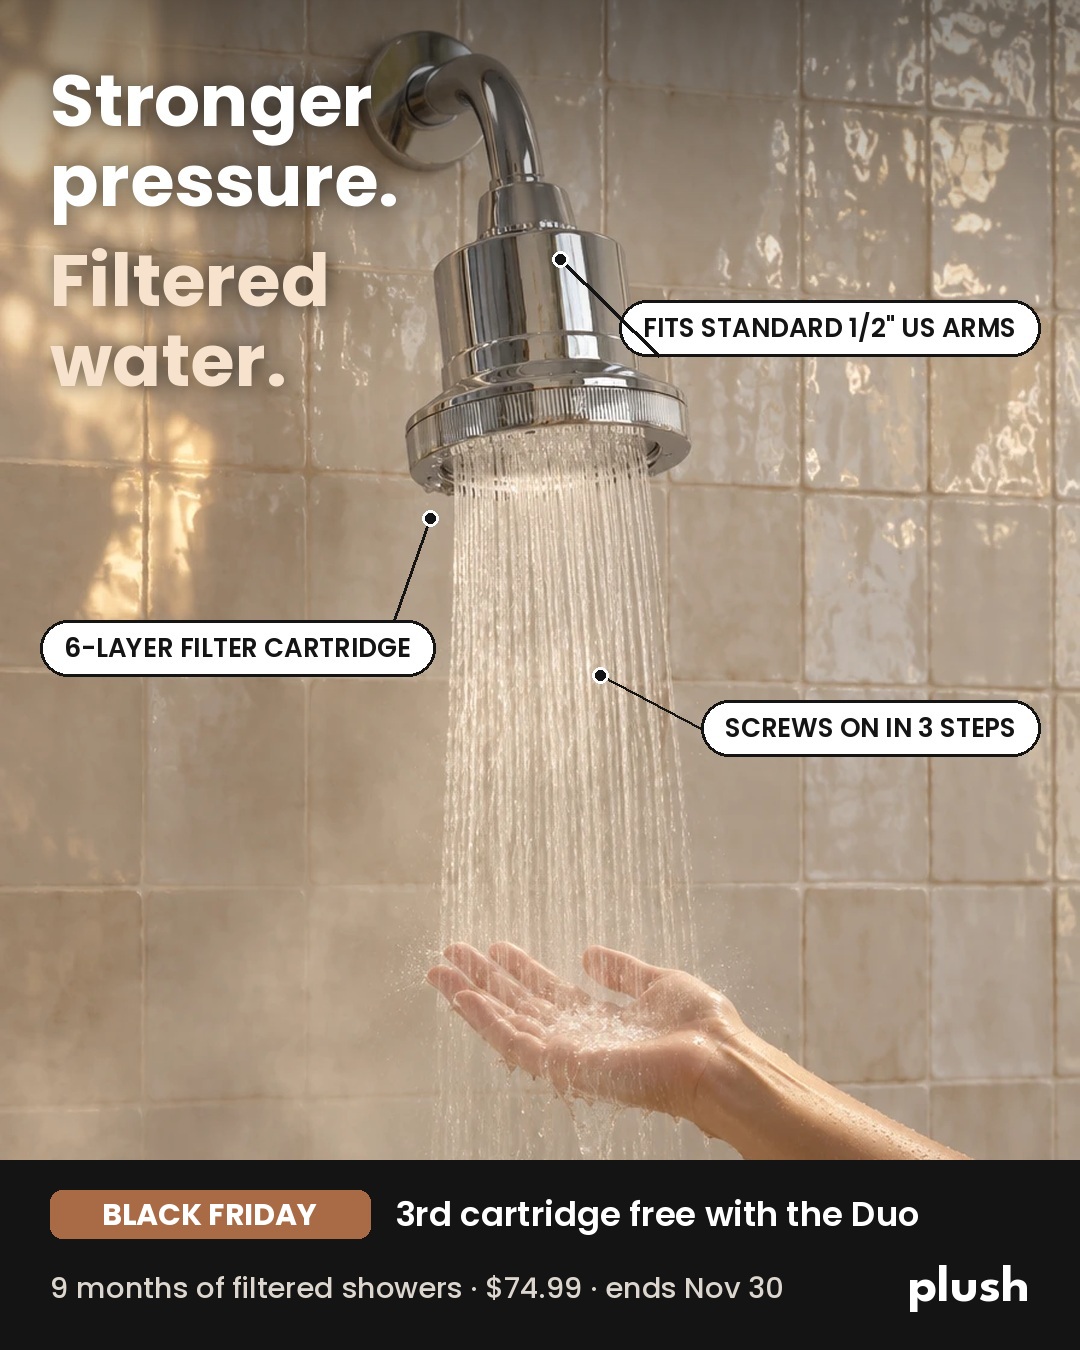 Stronger
pressure.
Filtered
water.
FITS STANDARD 1/2" US ARMS
6-LAYER FILTER CARTRIDGE
SCREWS ON IN 3 STEPS
BLACK FRIDAY
3rd cartridge free with the Duo
9 months of filtered showers · $74.99 · ends Nov 30
plush